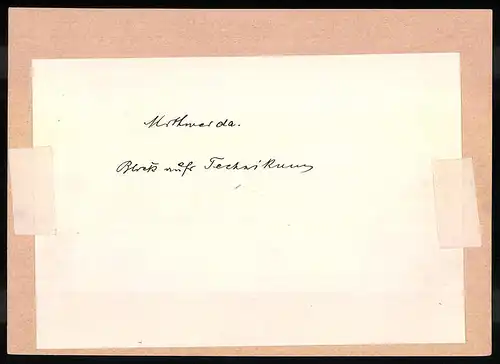 Mittweida.
Blick aufs Technikum